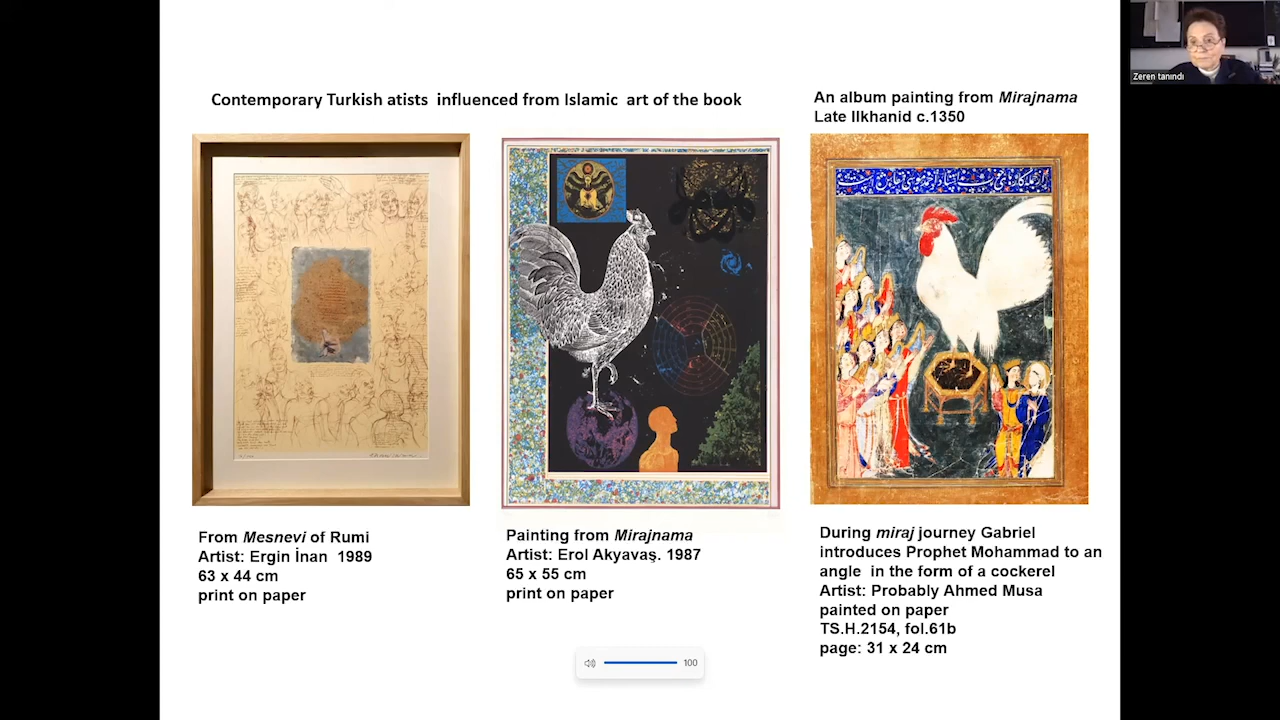 Zeren tanındı
Contemporary Turkish atists influenced from Islamic art of the book
An album painting from Mirajnama
Late Ilkhanid c.1350
From Mesnevi of Rumi
Artist: Ergin İnan 1989
63 x 44 cm
print on paper
Painting from Mirajnama
Artist: Erol Akyavaş. 1987
65 x 55 cm
print on paper
During miraj journey Gabriel
introduces Prophet Mohammad to an
angle in the form of a cockerel
Artist: Probably Ahmed Musa
painted on paper
TS.H.2154, fol.61b
page: 31 x 24 cm
100